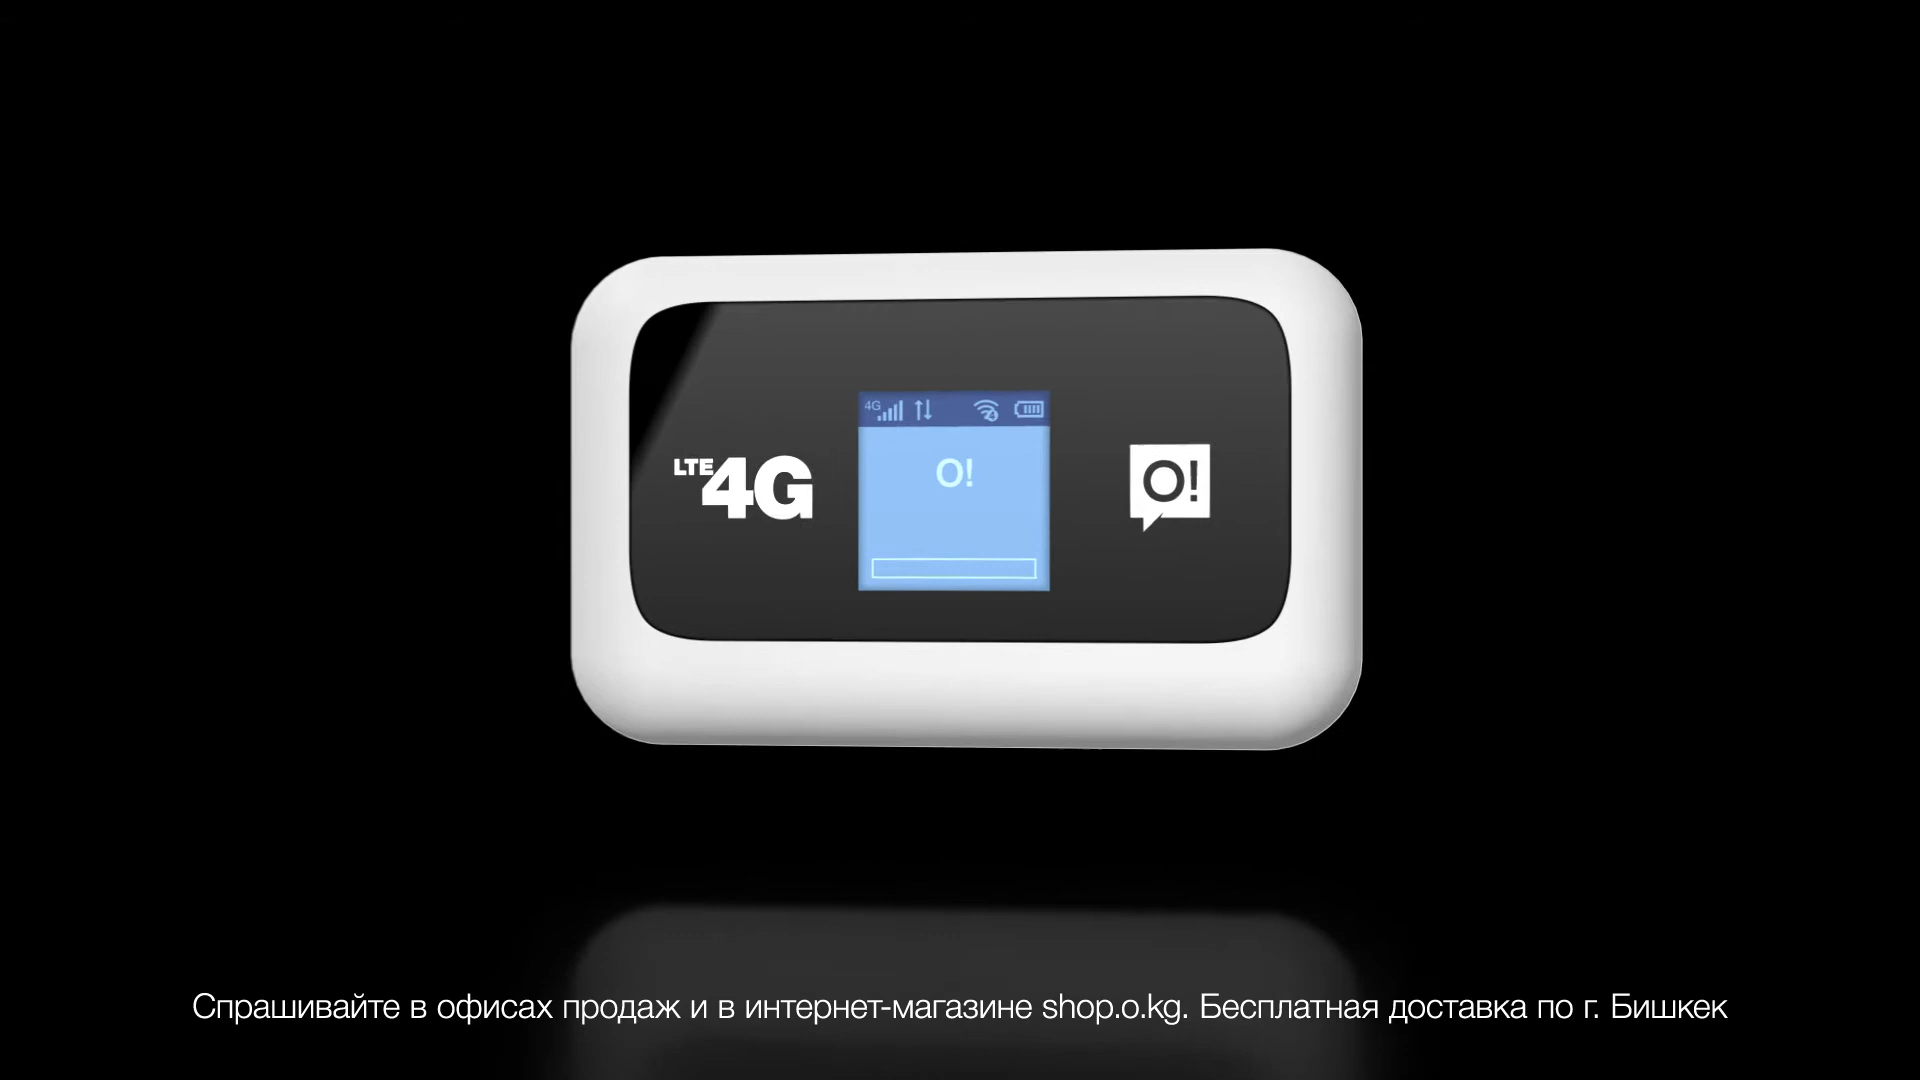 4G
O!
LTE 4G
O!
Спрашивайте в офисах продаж и в интернет-магазине shop.o.kg. Бесплатная доставка по г. Бишкек